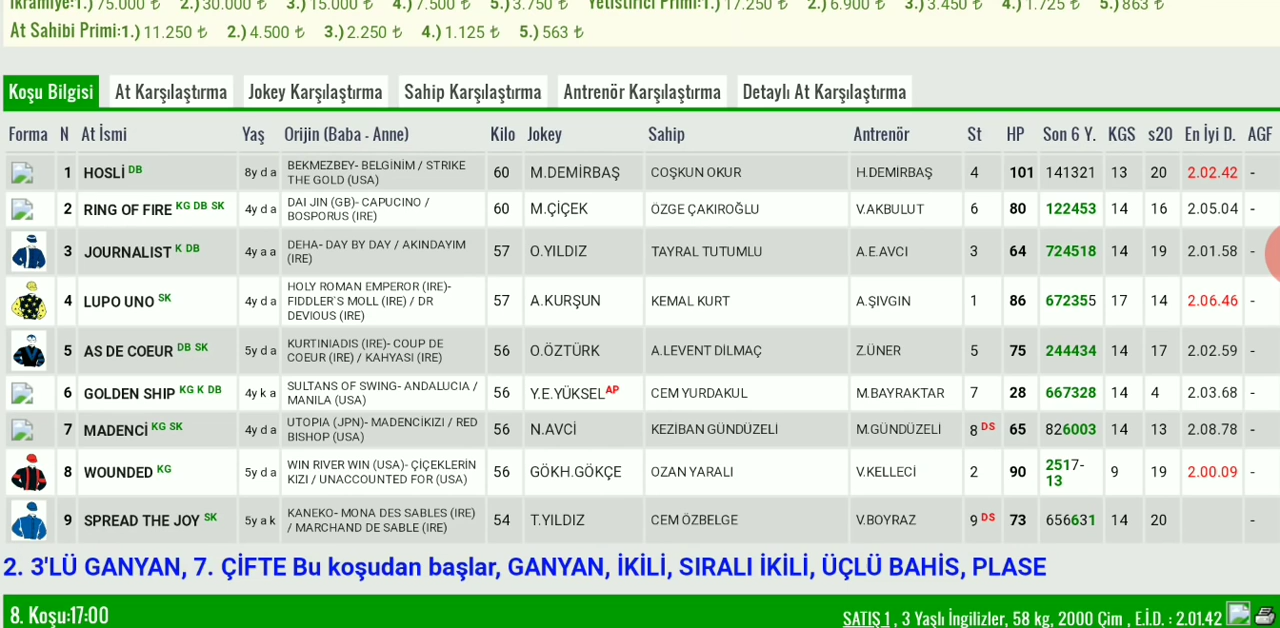 İkramiye:1.) 75.000 ₺ 2.) 30.000 ₺ 3.) 15.000 ₺ 4.) 7.500 ₺ 5.) 3.750 ₺ Yetiştirici Primi:1.) 17.250 ₺ 2.) 6.900 ₺ 3.) 3.450 ₺ 4.) 1.725 ₺ 5.) 863 ₺
At Sahibi Primi:1.) 11.250 ₺ 2.) 4.500 ₺ 3.) 2.250 ₺ 4.) 1.125 ₺ 5.) 563 ₺
Koşu Bilgisi At Karşılaştırma Jokey Karşılaştırma Sahip Karşılaştırma Antrenör Karşılaştırma Detaylı At Karşılaştırma
Forma N At İsmi Yaş Orijin (Baba - Anne) Kilo Jokey Sahip Antrenör St HP Son 6 Y. KGS s20 En İyi D. AGF
1 HOSLİ DB 8y d a BEKMEZBEY- BELGİNİM / STRIKE THE GOLD (USA) 60 M.DEMİRBAŞ COŞKUN OKUR H.DEMİRBAŞ 4 101 141321 13 20 2.02.42 -
2 RING OF FIRE KG DB SK 4y d a DAI JIN (GB)- CAPUCINO / BOSPORUS (IRE) 60 M.ÇİÇEK ÖZGE ÇAKIROĞLU V.AKBULUT 6 80 122453 14 16 2.05.04 -
3 JOURNALIST K DB 4y a a DEHA- DAY BY DAY / AKINDAYIM (IRE) 57 O.YILDIZ TAYRAL TUTUMLU A.E.AVCI 3 64 724518 14 19 2.01.58 -
4 LUPO UNO SK 4y d a HOLY ROMAN EMPEROR (IRE)- FIDDLER`S MOLL (IRE) / DR DEVIOUS (IRE) 57 A.KURŞUN KEMAL KURT A.ŞIVGIN 1 86 672355 17 14 2.06.46 -
5 AS DE COEUR DB SK 5y d a KURTINIADIS (IRE)- COUP DE COEUR (IRE) / KAHYASI (IRE) 56 O.ÖZTÜRK A.LEVENT DİLMAÇ Z.ÜNER 5 75 244434 14 17 2.02.59 -
6 GOLDEN SHIP KG K DB 4y k a SULTANS OF SWING- ANDALUCIA / MANILA (USA) 56 Y.E.YÜKSEL AP CEM YURDAKUL M.BAYRAKTAR 7 28 667328 14 4 2.03.68 -
7 MADENCİ KG SK 4y d a UTOPIA (JPN)- MADENCİKIZI / RED BISHOP (USA) 56 N.AVCİ KEZİBAN GÜNDÜZELİ M.GÜNDÜZELİ 8 DS 65 826003 14 13 2.08.78 -
8 WOUNDED KG 5y d a WIN RIVER WIN (USA)- ÇİÇEKLERİN KIZI / UNACCOUNTED FOR (USA) 56 GÖKH.GÖKÇE OZAN YARALI V.KELLECİ 2 90 2517-13 9 19 2.00.09 -
9 SPREAD THE JOY SK 5y a k KANEKO- MONA DES SABLES (IRE) / MARCHAND DE SABLE (IRE) 54 T.YILDIZ CEM ÖZBELGE V.BOYRAZ 9 DS 73 656631 14 20 -
2. 3'LÜ GANYAN, 7. ÇİFTE Bu koşudan başlar, GANYAN, İKİLİ, SIRALI İKİLİ, ÜÇLÜ BAHİS, PLASE
8. Koşu:17:00 SATIŞ 1 , 3 Yaşlı İngilizler, 58 kg, 2000 Çim , E.İ.D. : 2.01.42